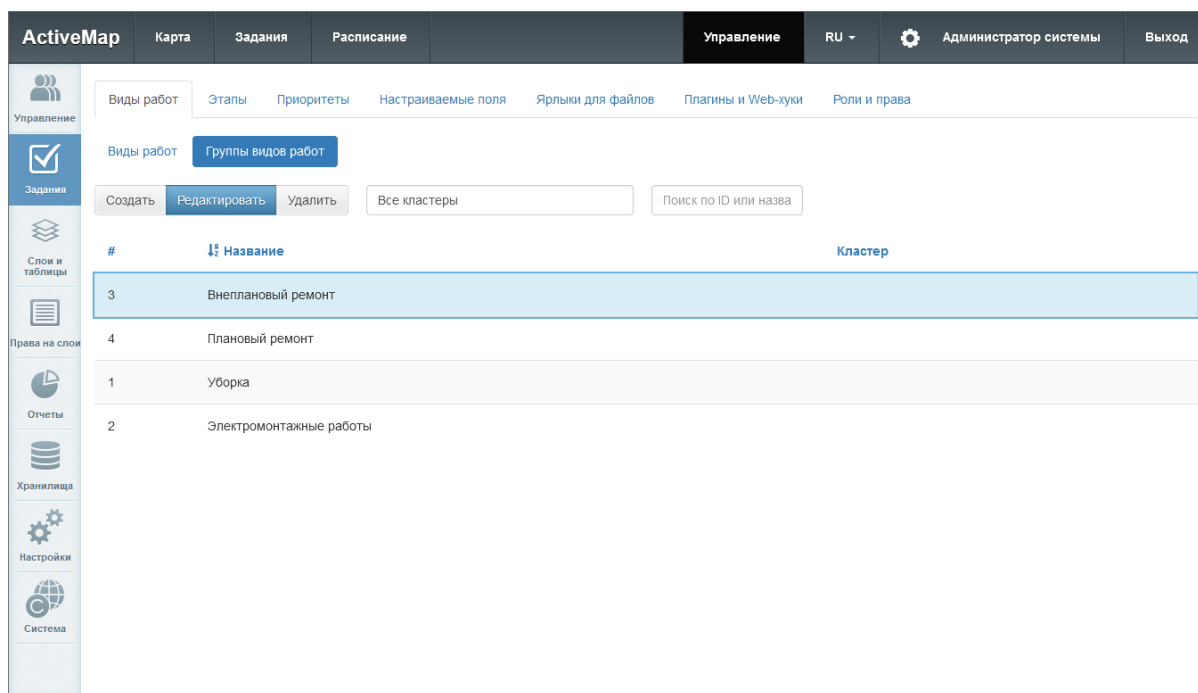 ActiveMap Карта Задания Расписание Управление RU Администратор системы Выход
Управление
Задания
Слои и
таблицы
Права на слои
Отчеты
Хранилища
Настройки
Система
Виды работ Этапы Приоритеты Настраиваемые поля Ярлыки для файлов Плагины и Web-хуки Роли и права
Виды работ Группы видов работ
Создать Редактировать Удалить Все кластеры Поиск по ID или назва
# Название Кластер
3 Внеплановый ремонт
4 Плановый ремонт
1 Уборка
2 Электромонтажные работы